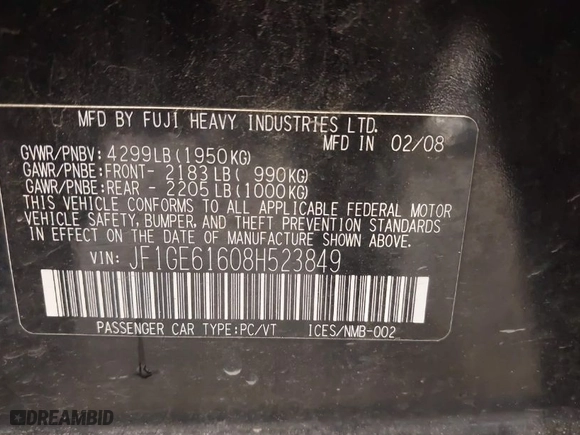 MFD BY FUJI HEAVY INDUSTRIES LTD.
MFD IN 02/08
GVWR/PNBV: 4299LB(1950KG)
GAWR/PNBE:FRONT- 2183LB( 990KG)
GAWR/PNBE:REAR - 2205LB(1000KG)
THIS VEHICLE CONFORMS TO ALL APPLICABLE FEDERAL MOTOR
VEHICLE SAFETY, BUMPER, AND THEFT PREVENTION STANDARDS
IN EFFECT ON THE DATE OF MANUFACTURE SHOWN ABOVE.
VIN: JF1GE61608H523849
PASSENGER CAR TYPE:PC/VT ICES/NMB-002
DREAMBID